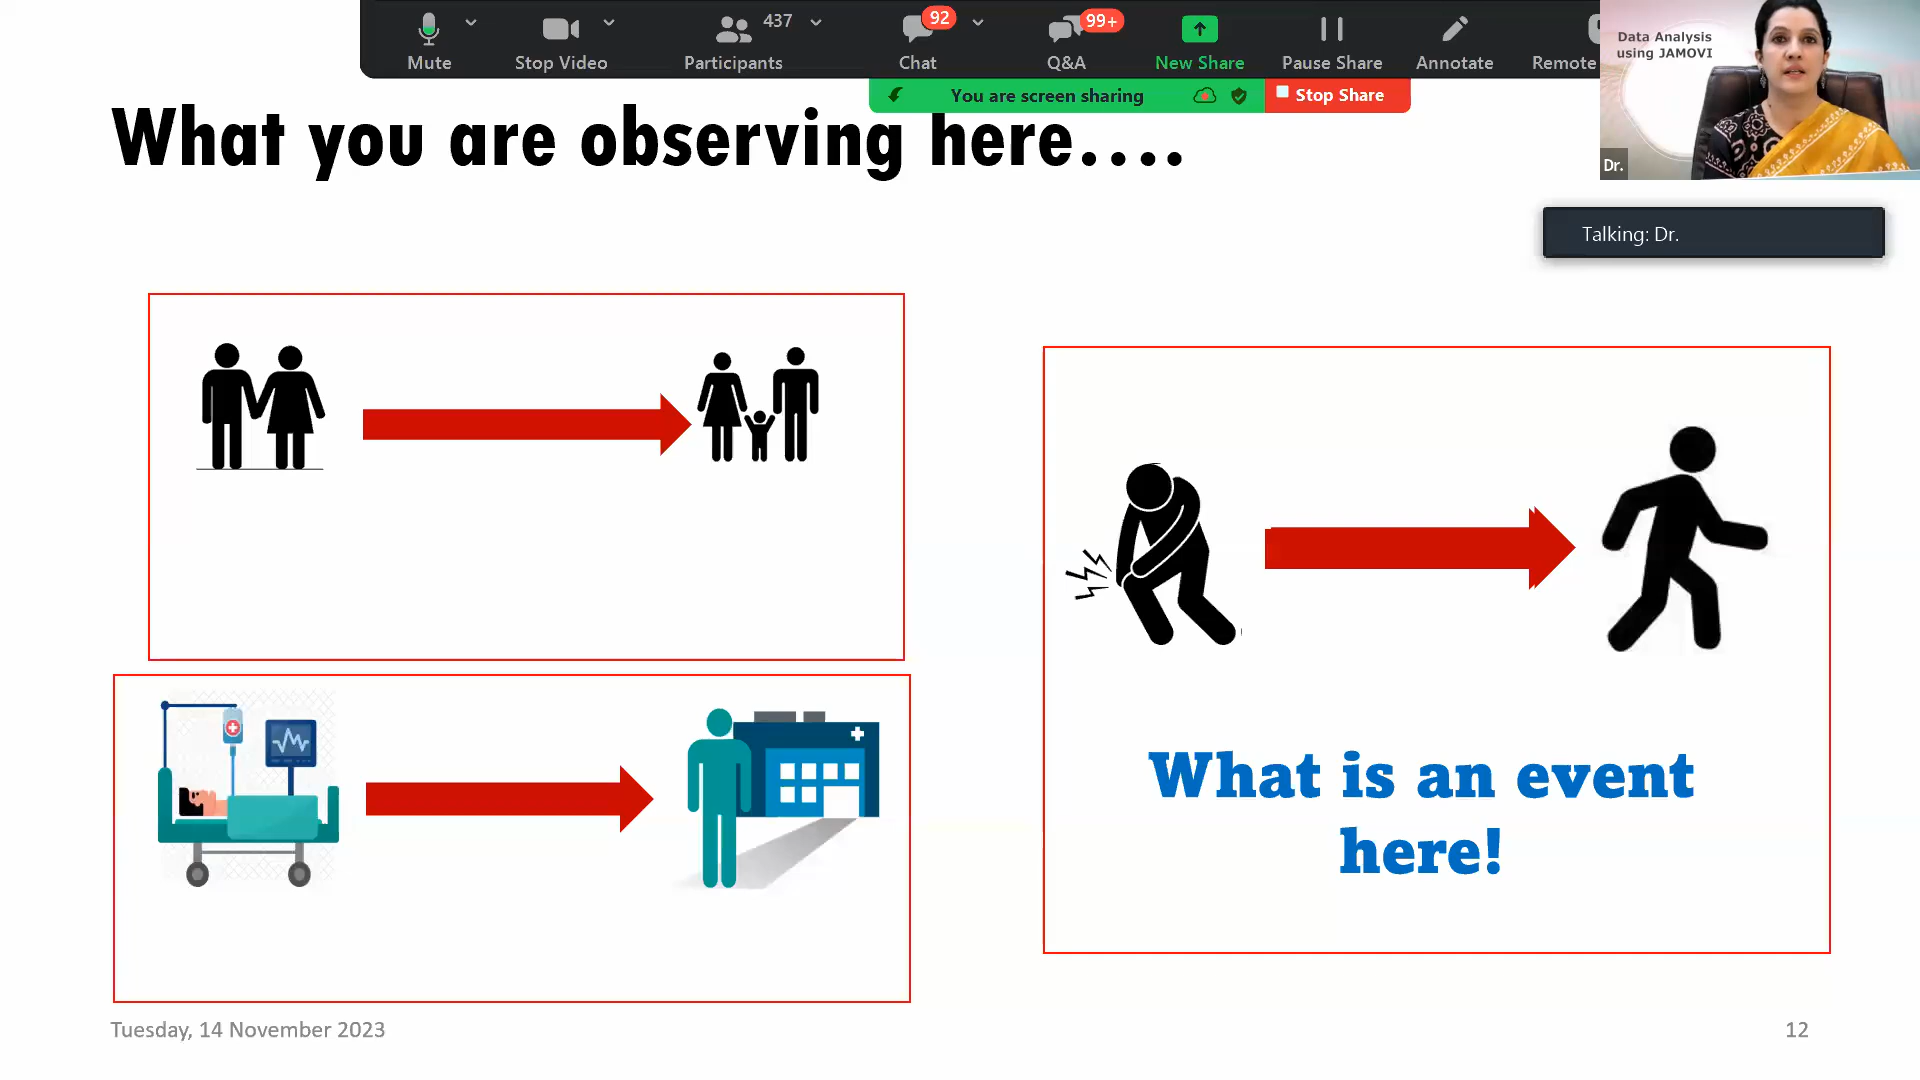 Mute
Stop Video
Participants
437
Chat
92
Q&A
99+
New Share
Pause Share
Annotate
Remote
You are screen sharing
Stop Share
Data Analysis
using JAMOVI
Dr.
Talking: Dr.
What you are observing here....
What is an event
here!
Tuesday, 14 November 2023
12